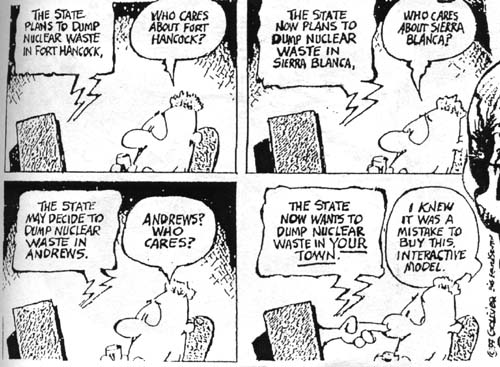 THE STATE
PLANS TO DUMP
NUCLEAR WASTE
IN FORT HANCOCK,
WHO CARES
ABOUT FORT
HANCOCK?
THE STATE
NOW PLANS TO
DUMP NUCLEAR
WASTE IN
SIERRA BLANCA,
WHO CARES
ABOUT SIERRA
BLANCA?
THE STATE
MAY DECIDE TO
DUMP NUCLEAR
WASTE IN
ANDREWS.
ANDREWS?
WHO
CARES?
THE STATE
NOW WANTS TO
DUMP NUCLEAR
WASTE IN YOUR
TOWN.
I KNEW
IT WAS A
MISTAKE TO
BUY THIS
INTERACTIVE
MODEL.